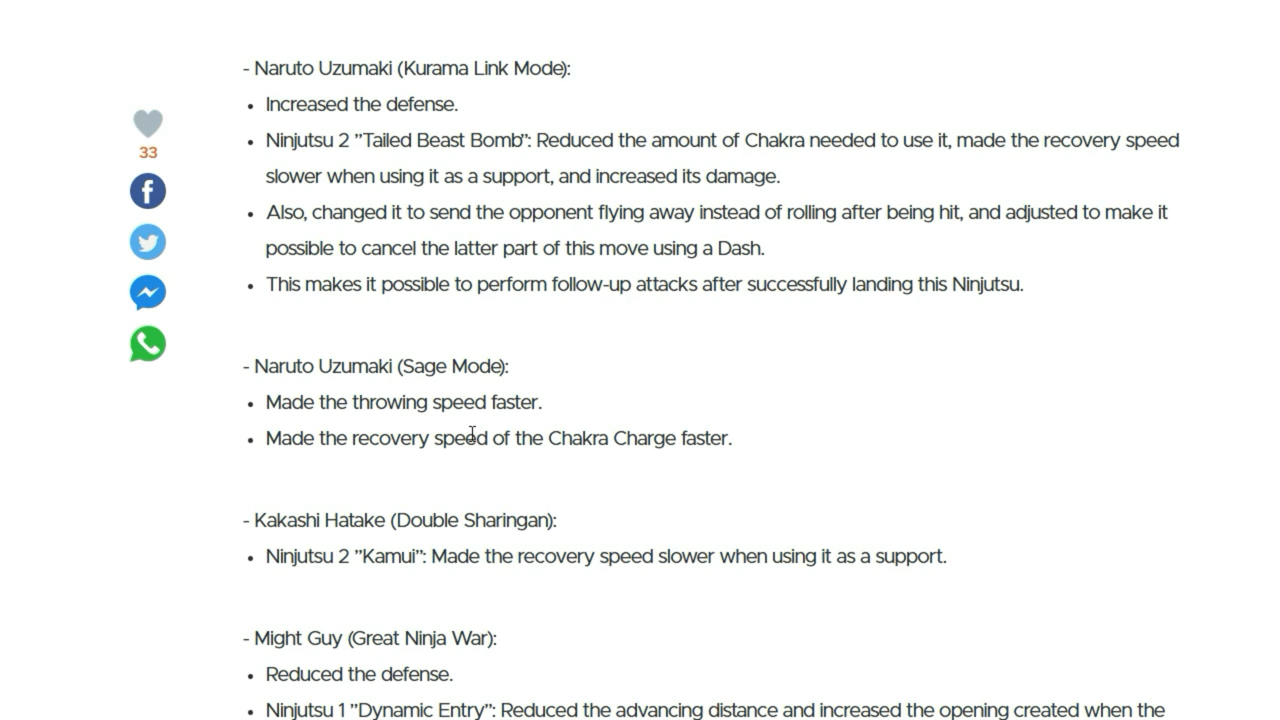 - Naruto Uzumaki (Kurama Link Mode):
• Increased the defense.
• Ninjutsu 2 ”Tailed Beast Bomb”: Reduced the amount of Chakra needed to use it, made the recovery speed
slower when using it as a support, and increased its damage.
• Also, changed it to send the opponent flying away instead of rolling after being hit, and adjusted to make it
possible to cancel the latter part of this move using a Dash.
• This makes it possible to perform follow-up attacks after successfully landing this Ninjutsu.
33
- Naruto Uzumaki (Sage Mode):
• Made the throwing speed faster.
• Made the recovery speed of the Chakra Charge faster.
- Kakashi Hatake (Double Sharingan):
• Ninjutsu 2 ”Kamui”: Made the recovery speed slower when using it as a support.
- Might Guy (Great Ninja War):
• Reduced the defense.
• Ninjutsu 1 ”Dynamic Entry”: Reduced the advancing distance and increased the opening created when the